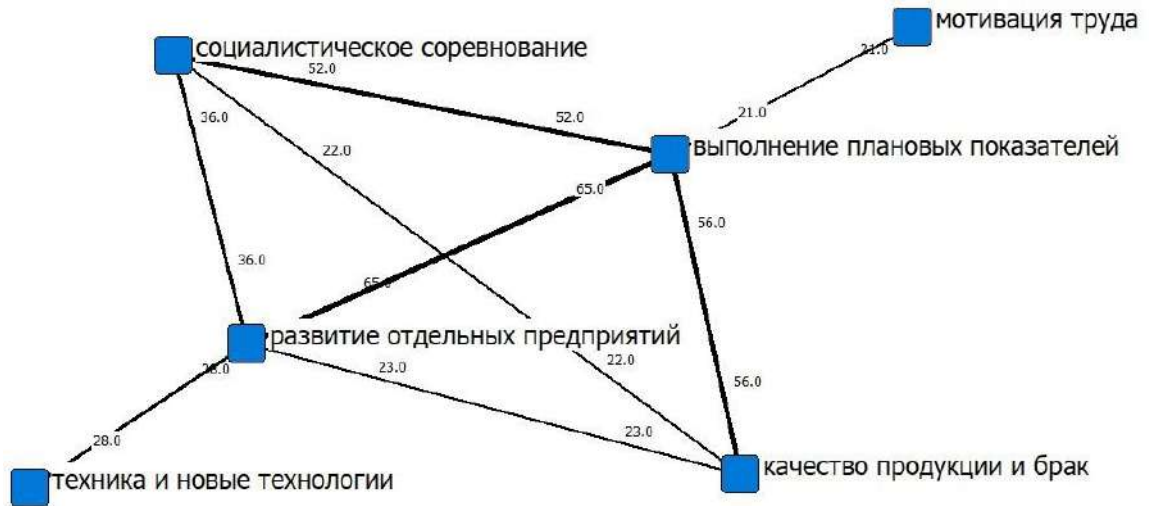 мотивация труда
социалистическое соревнование
21.0
52.0
21.0
36.0
52.0
22.0
выполнение плановых показателей
65.0
56.0
36.0
65.0
развитие отдельных предприятий
22.0
28.0
23.0
56.0
23.0
28.0
качество продукции и брак
техника и новые технологии